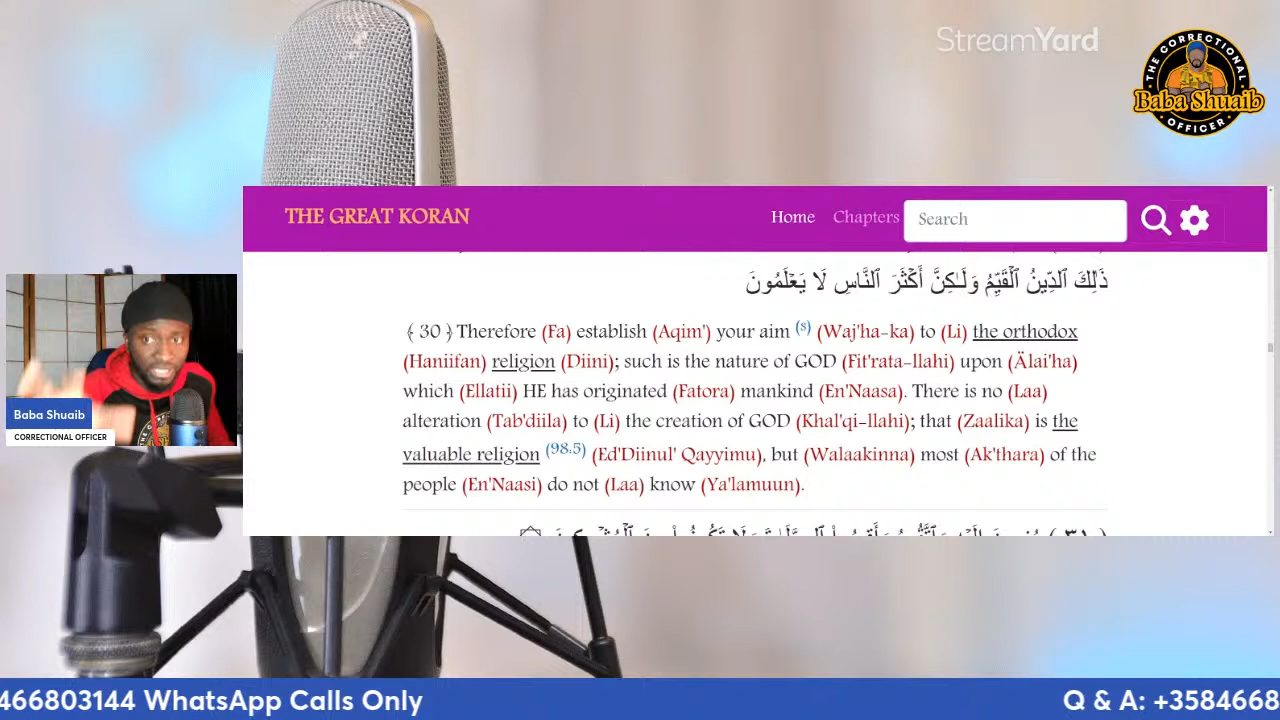 StreamYard
THE CORRECTIONAL
Baba Shuaib
OFFICER
THE GREAT KORAN
Home
Chapters
Search
ذَٰلِكَ ٱلدِّينُ ٱلْقَيِّمُ وَلَـٰكِنَّ أَكْثَرَ ٱلنَّاسِ لَا يَعْلَمُونَ
﴾ 30 ﴿ Therefore (Fa) establish (Aqim') your aim (s) (Waj'ha-ka) to (Li) the orthodox
(Haniifan) religion (Diini); such is the nature of GOD (Fit'rata-llahi) upon (Älai'ha)
which (Ellatii) HE has originated (Fatora) mankind (En'Naasa). There is no (Laa)
alteration (Tab'diila) to (Li) the creation of GOD (Khal'qi-llahi); that (Zaalika) is the
valuable religion (98:5) (Ed'Diinul' Qayyimu), but (Walaakinna) most (Ak'thara) of the
people (En'Naasi) do not (Laa) know (Ya'lamuun).
Baba Shuaib
CORRECTIONAL OFFICER
466803144 WhatsApp Calls Only
Q & A: +3584668